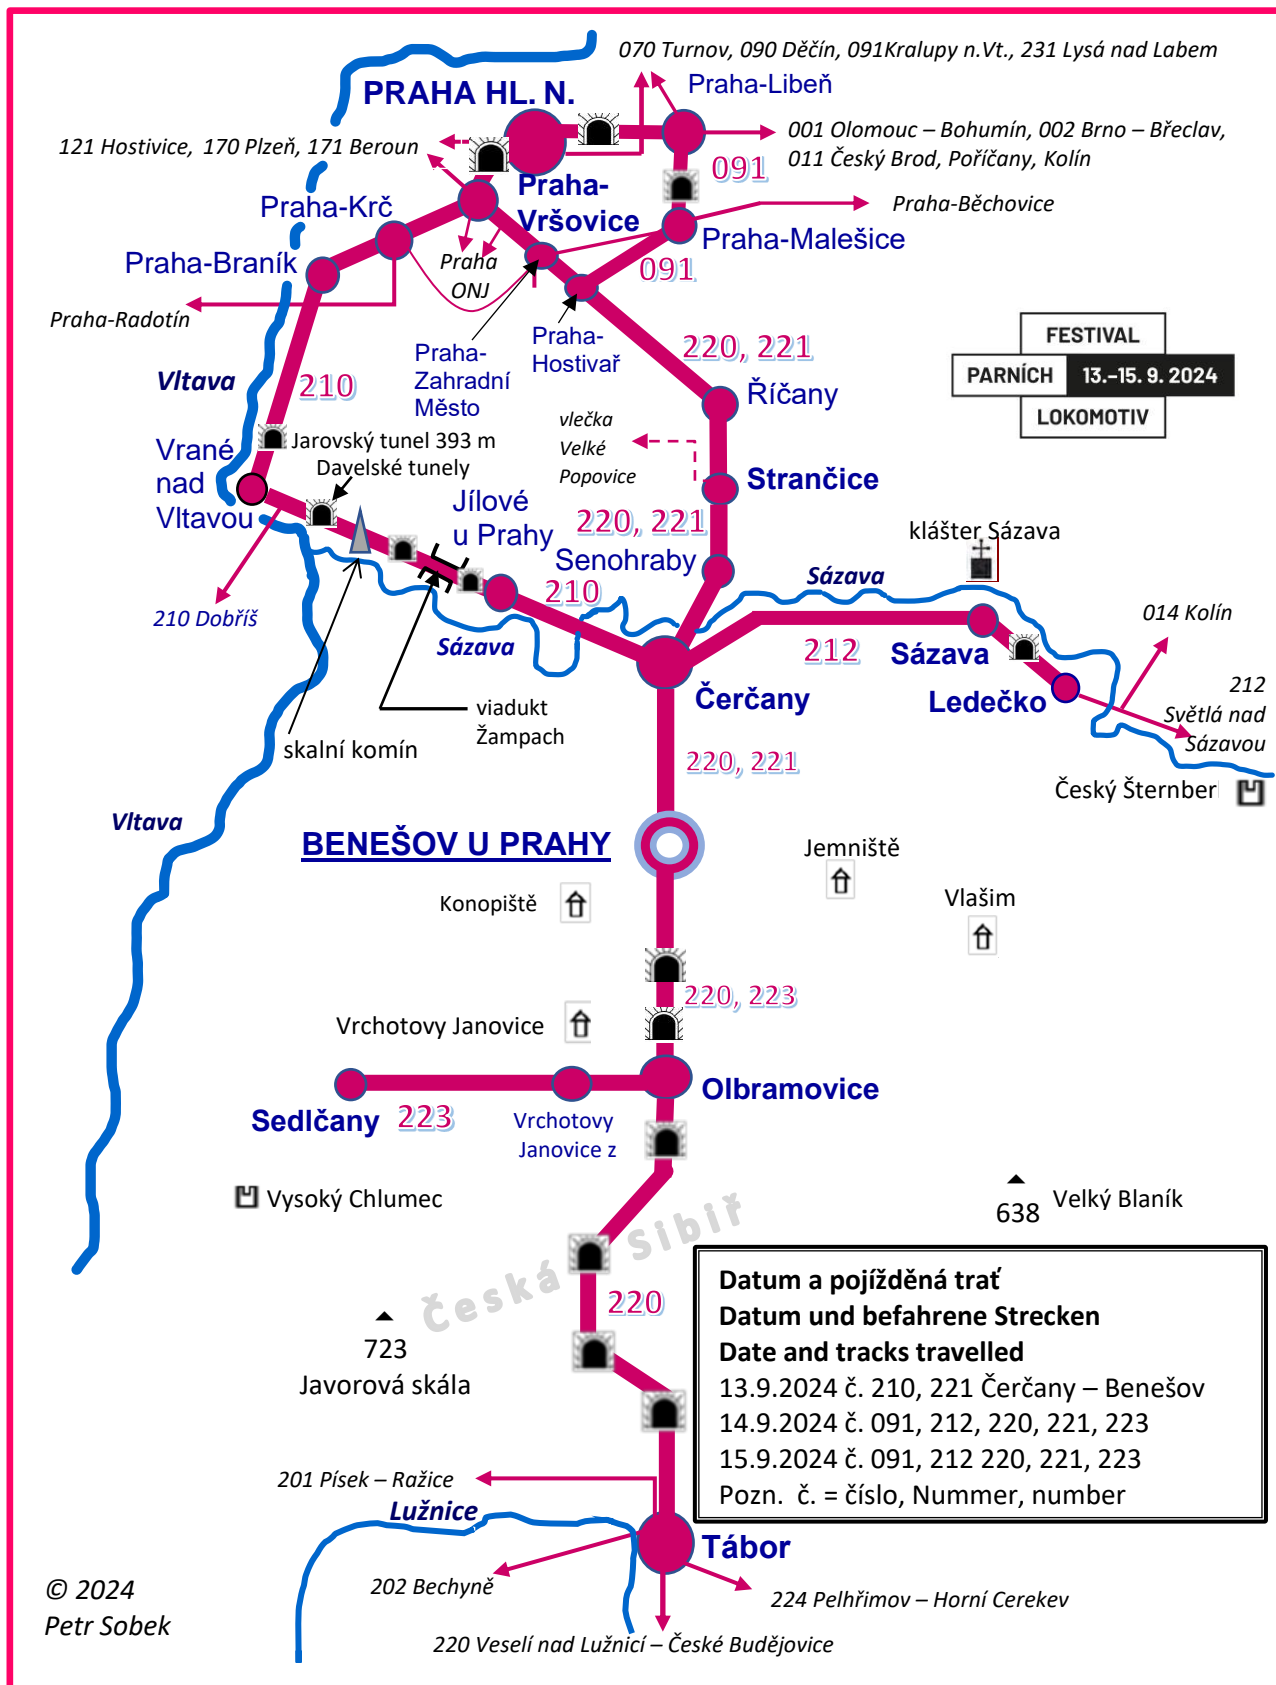 070 Turnov, 090 Děčín, 091Kralupy n.Vt., 231 Lysá nad Labem
PRAHA HL. N.
Praha-Libeň
121 Hostivice, 170 Plzeň, 171 Beroun
001 Olomouc – Bohumín, 002 Brno – Břeclav,
011 Český Brod, Poříčany, Kolín
091
Praha-
Vršovice
Praha-Krč
Praha-Běchovice
Praha-Malešice
Praha-Braník
Praha
ONJ
091
Praha-Radotín
Praha-
Hostivař
Praha-
Zahradní
Město
220, 221
FESTIVAL
PARNÍCH 13.–15. 9. 2024
LOKOMOTIV
Vltava
210
Říčany
vlečka
Velké
Popovice
Jarovský tunel 393 m
Davelské tunely
Vrané
nad
Vltavou
Strančice
Jílové
u Prahy
220, 221
klášter Sázava
Senohraby
Sázava
210
210 Dobříš
014 Kolín
Sázava
212
Sázava
Čerčany
Ledečko
212
Světlá nad
Sázavou
viadukt
Žampach
skalní komín
220, 221
Český Šternber
Vltava
BENEŠOV U PRAHY
Jemniště
Konopiště
Vlašim
220, 223
Vrchotovy Janovice
Olbramovice
Sedlčany
223
Vrchotovy
Janovice z
Vysoký Chlumec
638 Velký Blaník
Česká Sibiř
220
723
Javorová skála
Datum a pojížděná trať
Datum und befahrene Strecken
Date and tracks travelled
13.9.2024 č. 210, 221 Čerčany – Benešov
14.9.2024 č. 091, 212, 220, 221, 223
15.9.2024 č. 091, 212 220, 221, 223
Pozn. č. = číslo, Nummer, number
201 Písek – Ražice
Lužnice
Tábor
202 Bechyně
224 Pelhřimov – Horní Cerekev
220 Veselí nad Lužnicí – České Budějovice
© 2024
Petr Sobek